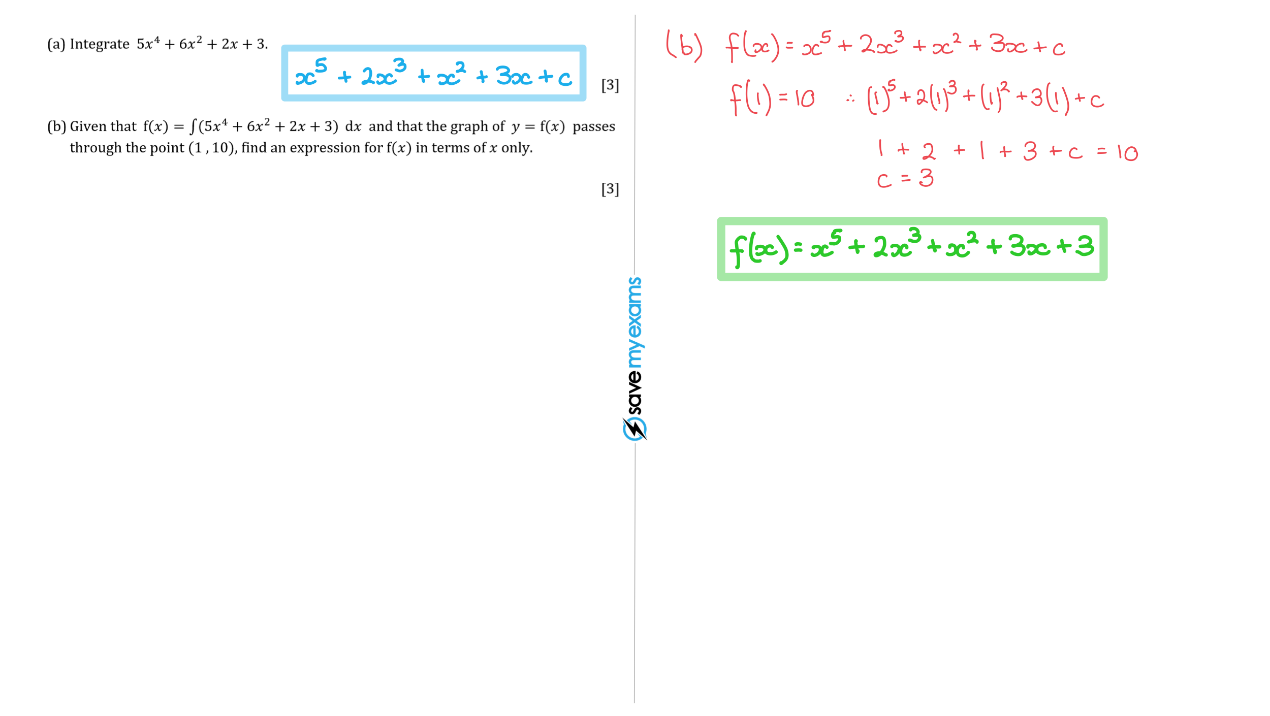 (a) Integrate 5x⁴ + 6x² + 2x + 3.
x⁵ + 2x³ + x² + 3x + c
[3]
(b) Given that f(x) = ∫(5x⁴ + 6x² + 2x + 3) dx and that the graph of y = f(x) passes
through the point (1 , 10), find an expression for f(x) in terms of x only.
[3]
save my exams
(b) f(x) = x⁵ + 2x³ + x² + 3x + c
f(1) = 10 ∴ (1)⁵ + 2(1)³ + (1)² + 3(1) + c
1 + 2 + 1 + 3 + c = 10
c = 3
f(x) = x⁵ + 2x³ + x² + 3x + 3